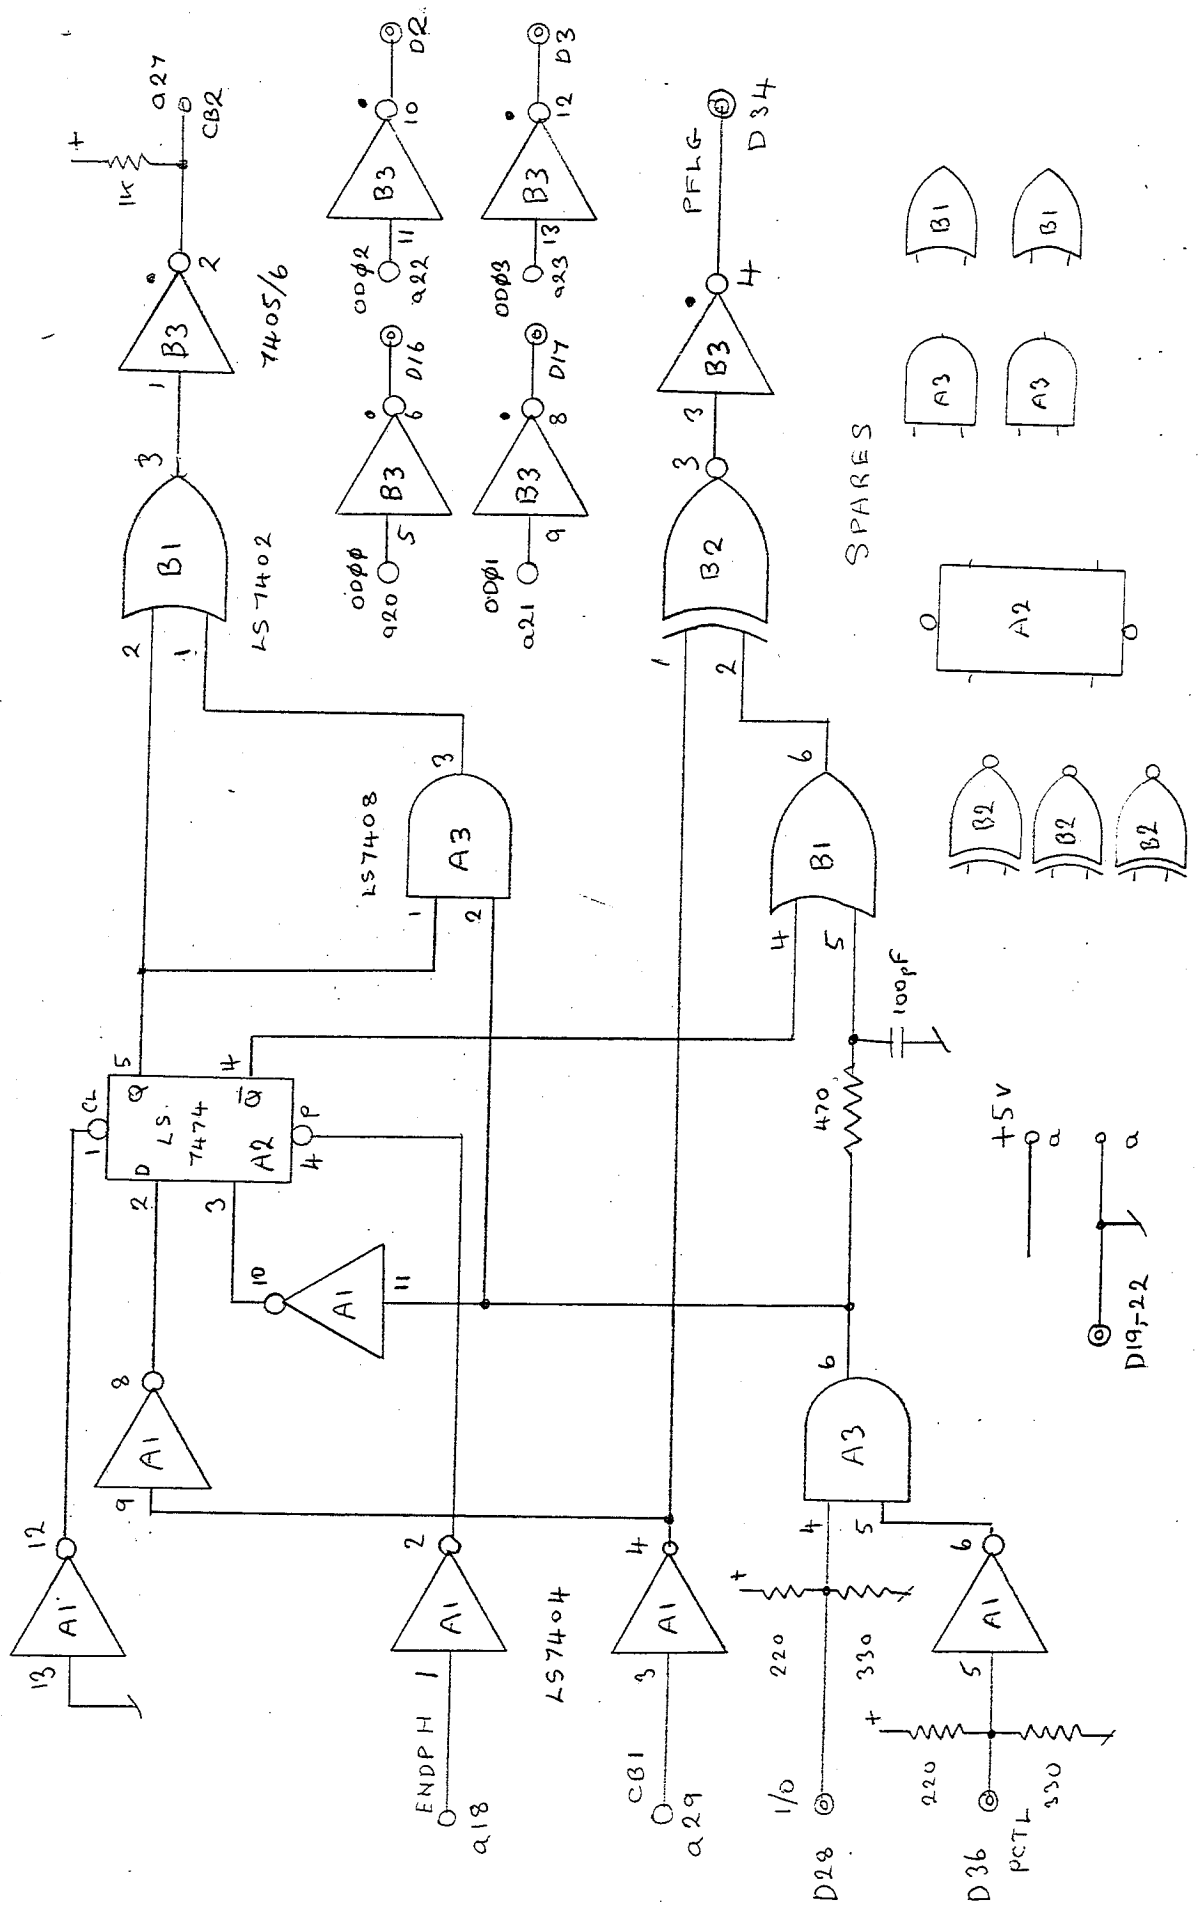 13
A1
12
1
CL
9
A1
8
2
D
Q
5
LS
7474
3
Q
4
A2
4
P
10
A1
11
2
1
B1
3
LS7402
1
B3
2
7405/6
+
1K
a27
CB2
LS7408
1
2
A3
3
ENDPH
a18
1
A1
2
LS7404
CB1
a29
3
A1
4
I/O
D28
220
+
330
4
5
A3
6
D36
PCTL
220
+
330
5
A1
6
470
100pF
4
5
B1
6
1
2
B2
3
3
B3
4
PFLG
D34
ODØØ
a20
5
B3
6
D16
ODØ2
a22
11
B3
10
D2
ODØ1
a21
9
B3
8
D17
ODØ3
a23
13
B3
12
D3
+5V
a
D19,-22
a
SPARES
B2
B2
B2
A2
A3
A3
B1
B1